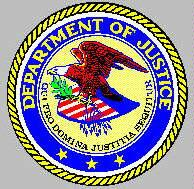 DEPARTMENT OF JUSTICE
QUI PRO DOMINA JUSTITIA SEQUITUR